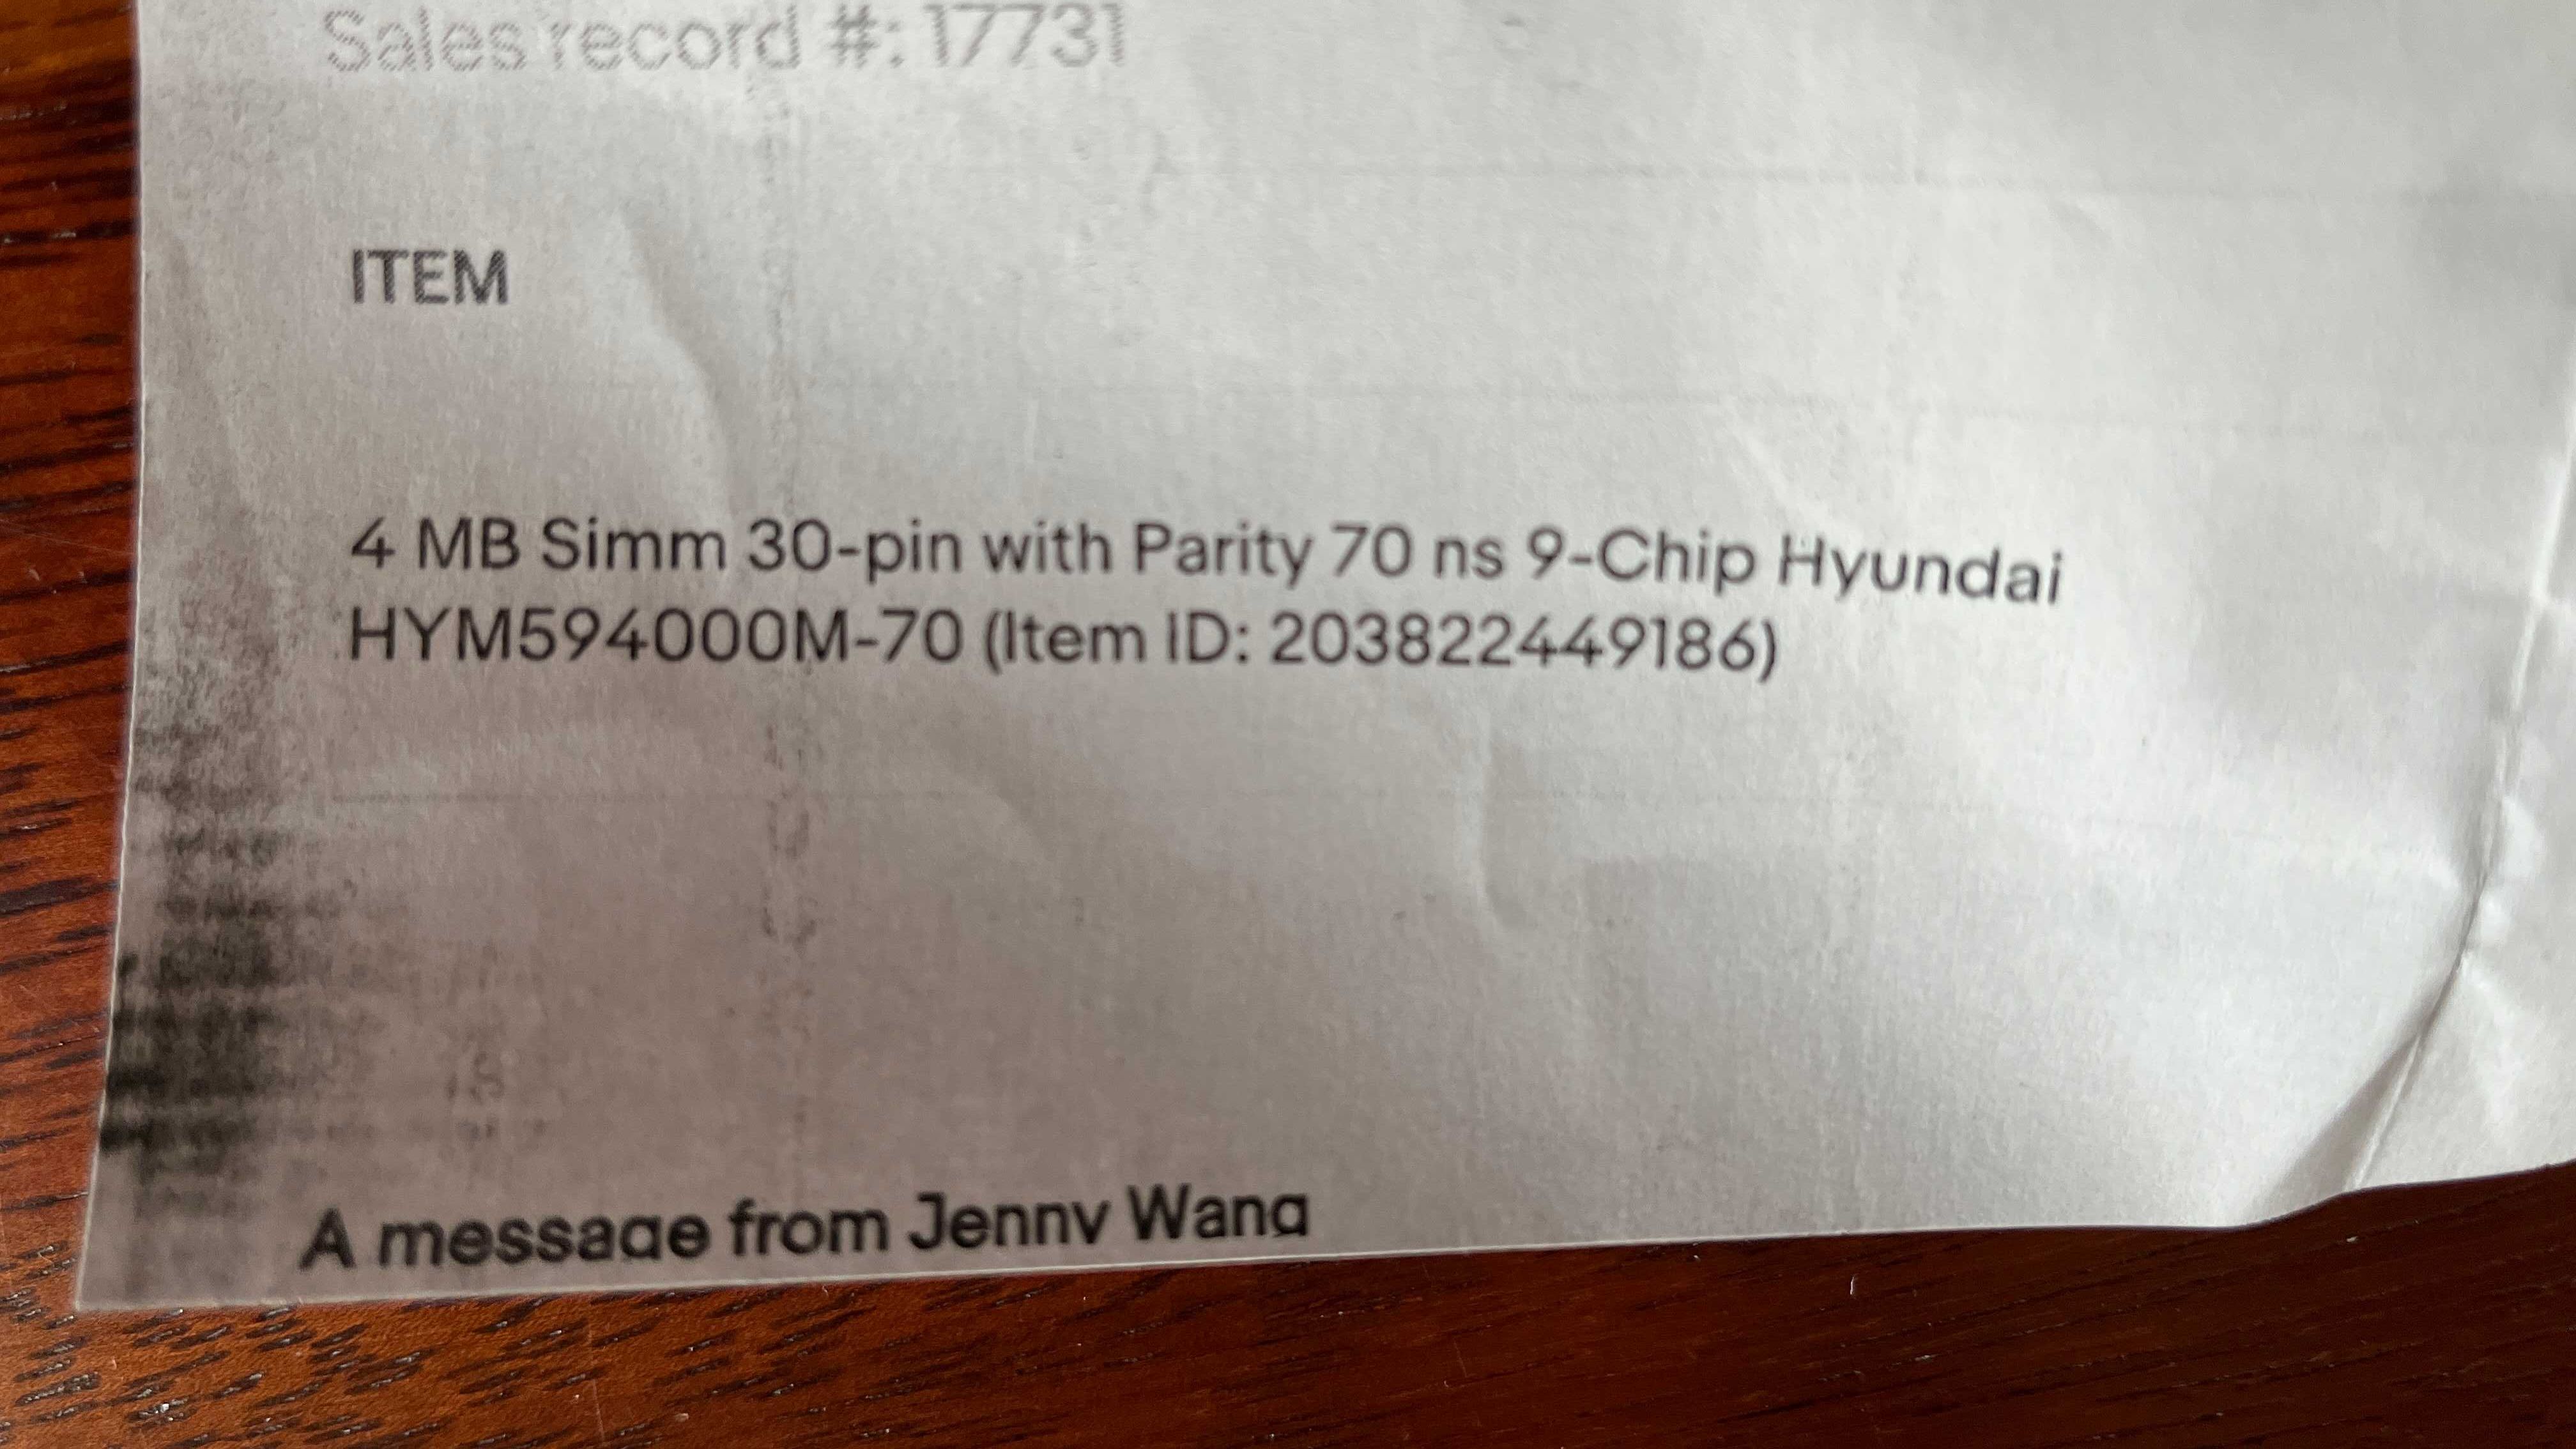 Sales record #: 17731
ITEM
4 MB Simm 30-pin with Parity 70 ns 9-Chip Hyundai
HYM594000M-70 (Item ID: 203822449186)
A message from Jenny Wang